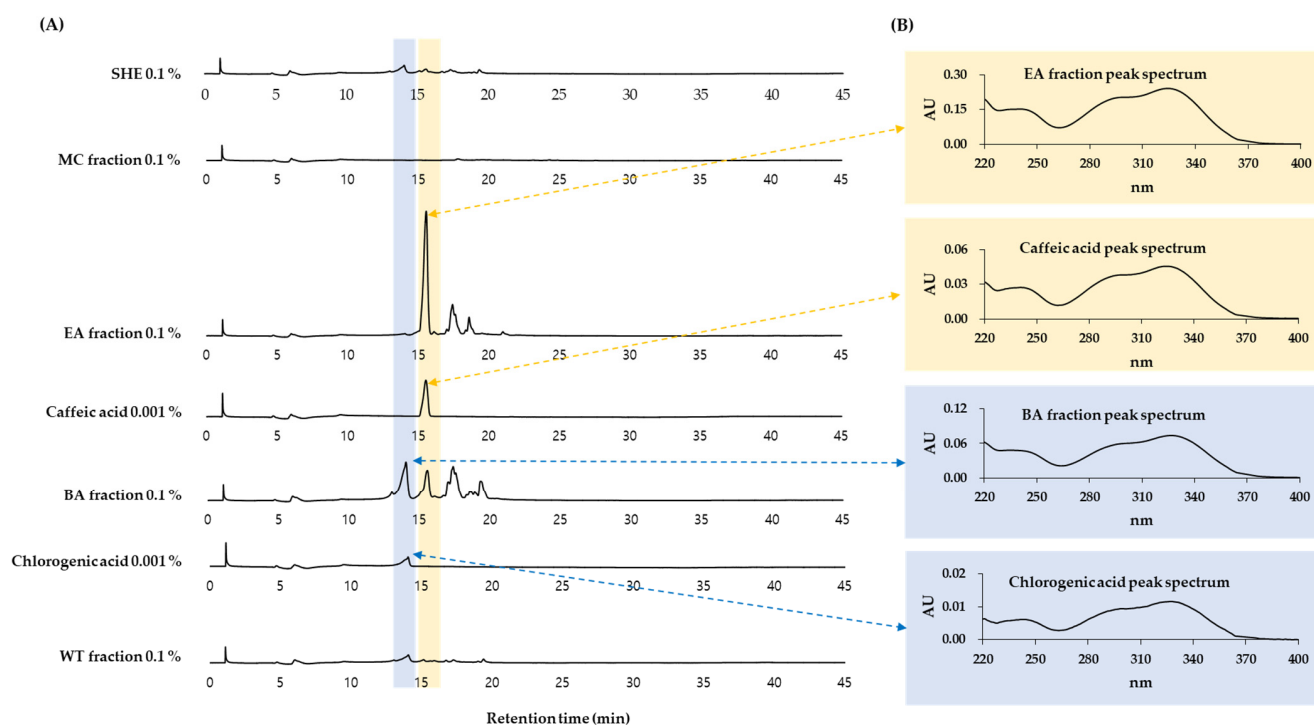 (A)
(B)
SHE 0.1 %
0 5 10 15 20 25 30 35 40 45
MC fraction 0.1 %
0 5 10 15 20 25 30 35 40 45
EA fraction 0.1 %
0 5 10 15 20 25 30 35 40 45
Caffeic acid 0.001 %
0 5 10 15 20 25 30 35 40 45
BA fraction 0.1 %
0 5 10 15 20 25 30 35 40 45
Chlorogenic acid 0.001 %
0 5 10 15 20 25 30 35 40 45
WT fraction 0.1 %
0 5 10 15 20 25 30 35 40 45
Retention time (min)
EA fraction peak spectrum
AU
0.30
0.15
0.00
220 250 280 310 340 370 400
nm
Caffeic acid peak spectrum
AU
0.06
0.03
0.00
220 250 280 310 340 370 400
nm
BA fraction peak spectrum
AU
0.12
0.06
0.00
220 250 280 310 340 370 400
nm
Chlorogenic acid peak spectrum
AU
0.02
0.01
0.00
220 250 280 310 340 370 400
nm